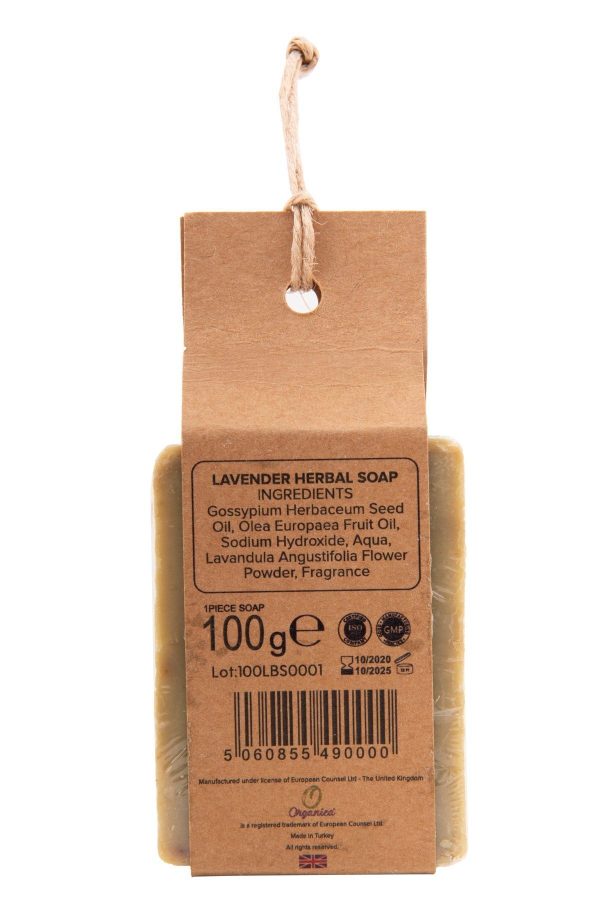 LAVENDER HERBAL SOAP
INGREDIENTS
Gossypium Herbaceum Seed
Oil, Olea Europaea Fruit Oil,
Sodium Hydroxide, Aqua,
Lavandula Angustifolia Flower
Powder, Fragrance
1PIECE SOAP
100g℮
ISO
GMP
10/2020
10/2025
Lot:100LBS0001
5 060855 490000
Manufactured under license of European Counsel Ltd - The United Kingdom
Organica
is a registered trademark of European Counsel Ltd.
Made in Turkey
All rights reserved.